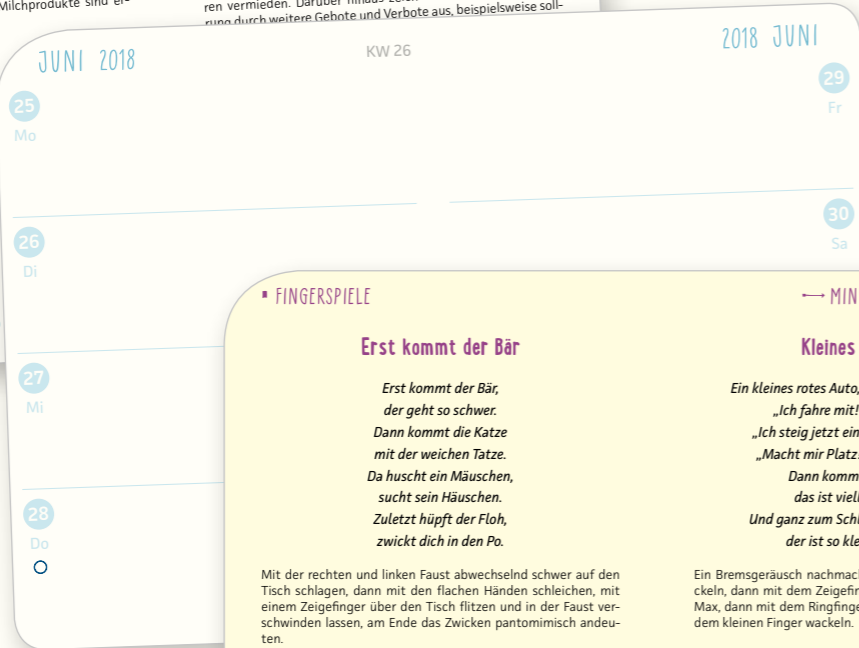 Milchprodukte sind er-
ren vermieden. Darüber hinaus
rung durch weitere Gebote und Verbote aus, beispielsweise soll-
JUNI 2018
KW 26
2018 JUNI
25
Mo
29
Fr
26
Di
30
Sa
27
Mi
28
Do
FINGERSPIELE
Erst kommt der Bär
Erst kommt der Bär,
der geht so schwer.
Dann kommt die Katze
mit der weichen Tatze.
Da huscht ein Mäuschen,
sucht sein Häuschen.
Zuletzt hüpft der Floh,
zwickt dich in den Po.
Mit der rechten und linken Faust abwechselnd schwer auf den
Tisch schlagen, dann mit den flachen Händen schleichen, mit
einem Zeigefinger über den Tisch flitzen und in der Faust ver-
schwinden lassen, am Ende das Zwicken pantomimisch andeu-
ten.
MIN
Kleines
Ein kleines rotes Auto,
„Ich fahre mit!
„Ich steig jetzt ein
„Macht mir Platz
Dann komm
das ist viell
Und ganz zum Schl
der ist so kle
Ein Bremsgeräusch nachmach
ckeln, dann mit dem Zeigefin
Max, dann mit dem Ringfinge
dem kleinen Finger wackeln.